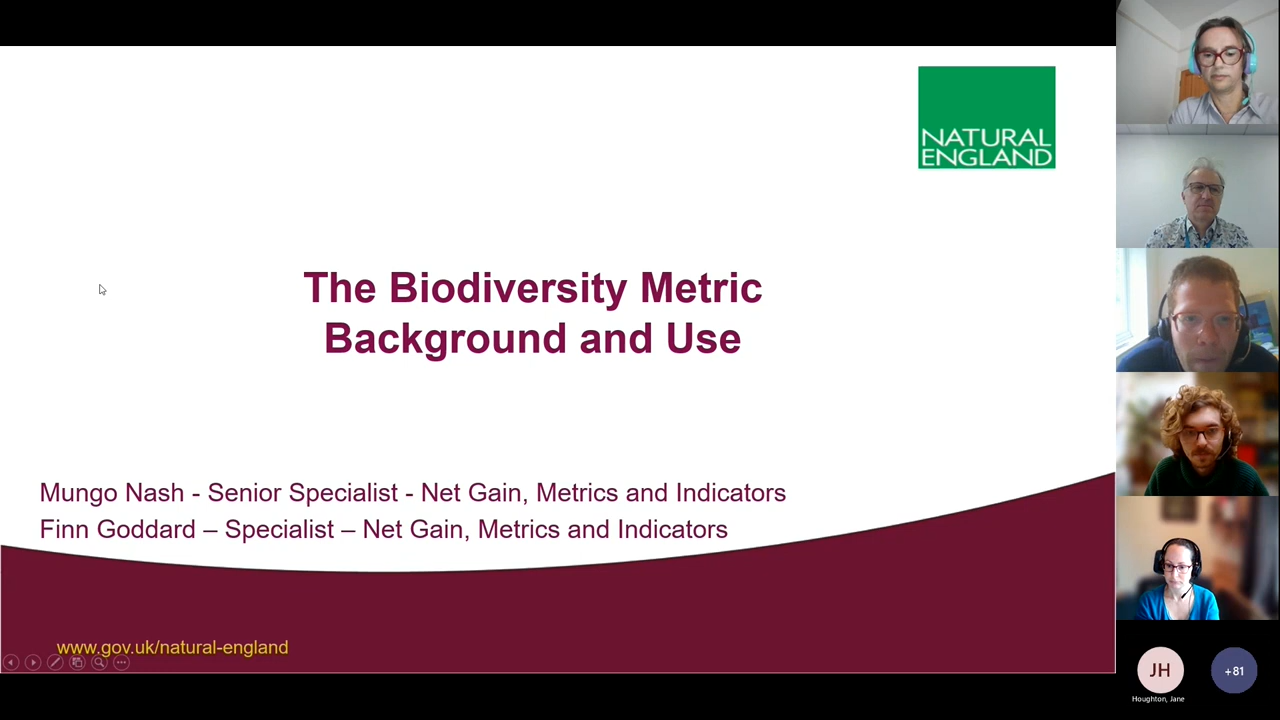 NATURAL
ENGLAND
The Biodiversity Metric
Background and Use
Mungo Nash - Senior Specialist - Net Gain, Metrics and Indicators
Finn Goddard – Specialist – Net Gain, Metrics and Indicators
www.gov.uk/natural-england
JH
+81
Houghton, Jane